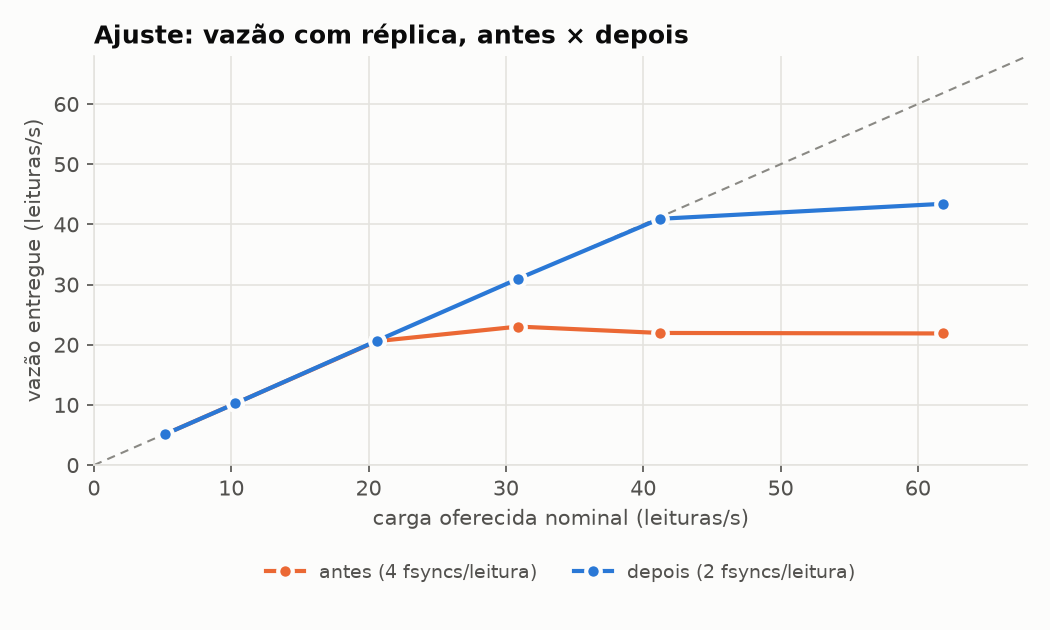 Ajuste: vazão com réplica, antes × depois
vazão entregue (leituras/s)
60
50
40
30
20
10
0
0 10 20 30 40 50 60
carga oferecida nominal (leituras/s)
antes (4 fsyncs/leitura) depois (2 fsyncs/leitura)